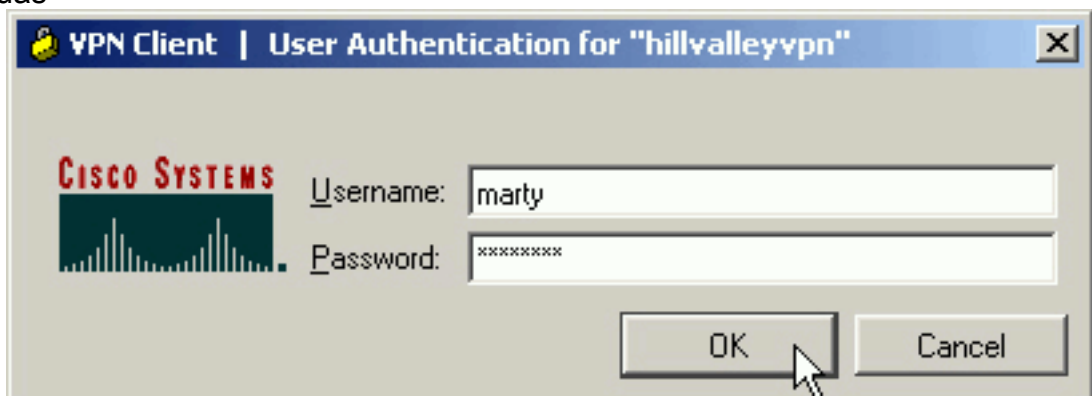 VPN Client | User Authentication for "hillvalleyvpn"
CISCO SYSTEMS
Username: marty
Password: ********
OK Cancel